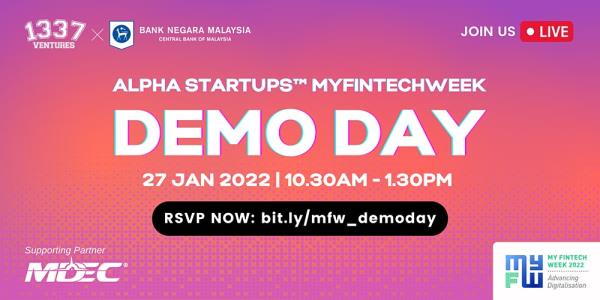 1337 VENTURES
BANK NEGARA MALAYSIA
CENTRAL BANK OF MALAYSIA
JOIN US LIVE
ALPHA STARTUPS™ MYFINTECHWEEK
DEMO DAY
27 JAN 2022 | 10.30AM - 1.30PM
RSVP NOW: bit.ly/mfw_demoday
Supporting Partner
MDEC®
MYFW
MY FINTECH
WEEK 2022
Advancing
Digitalisation